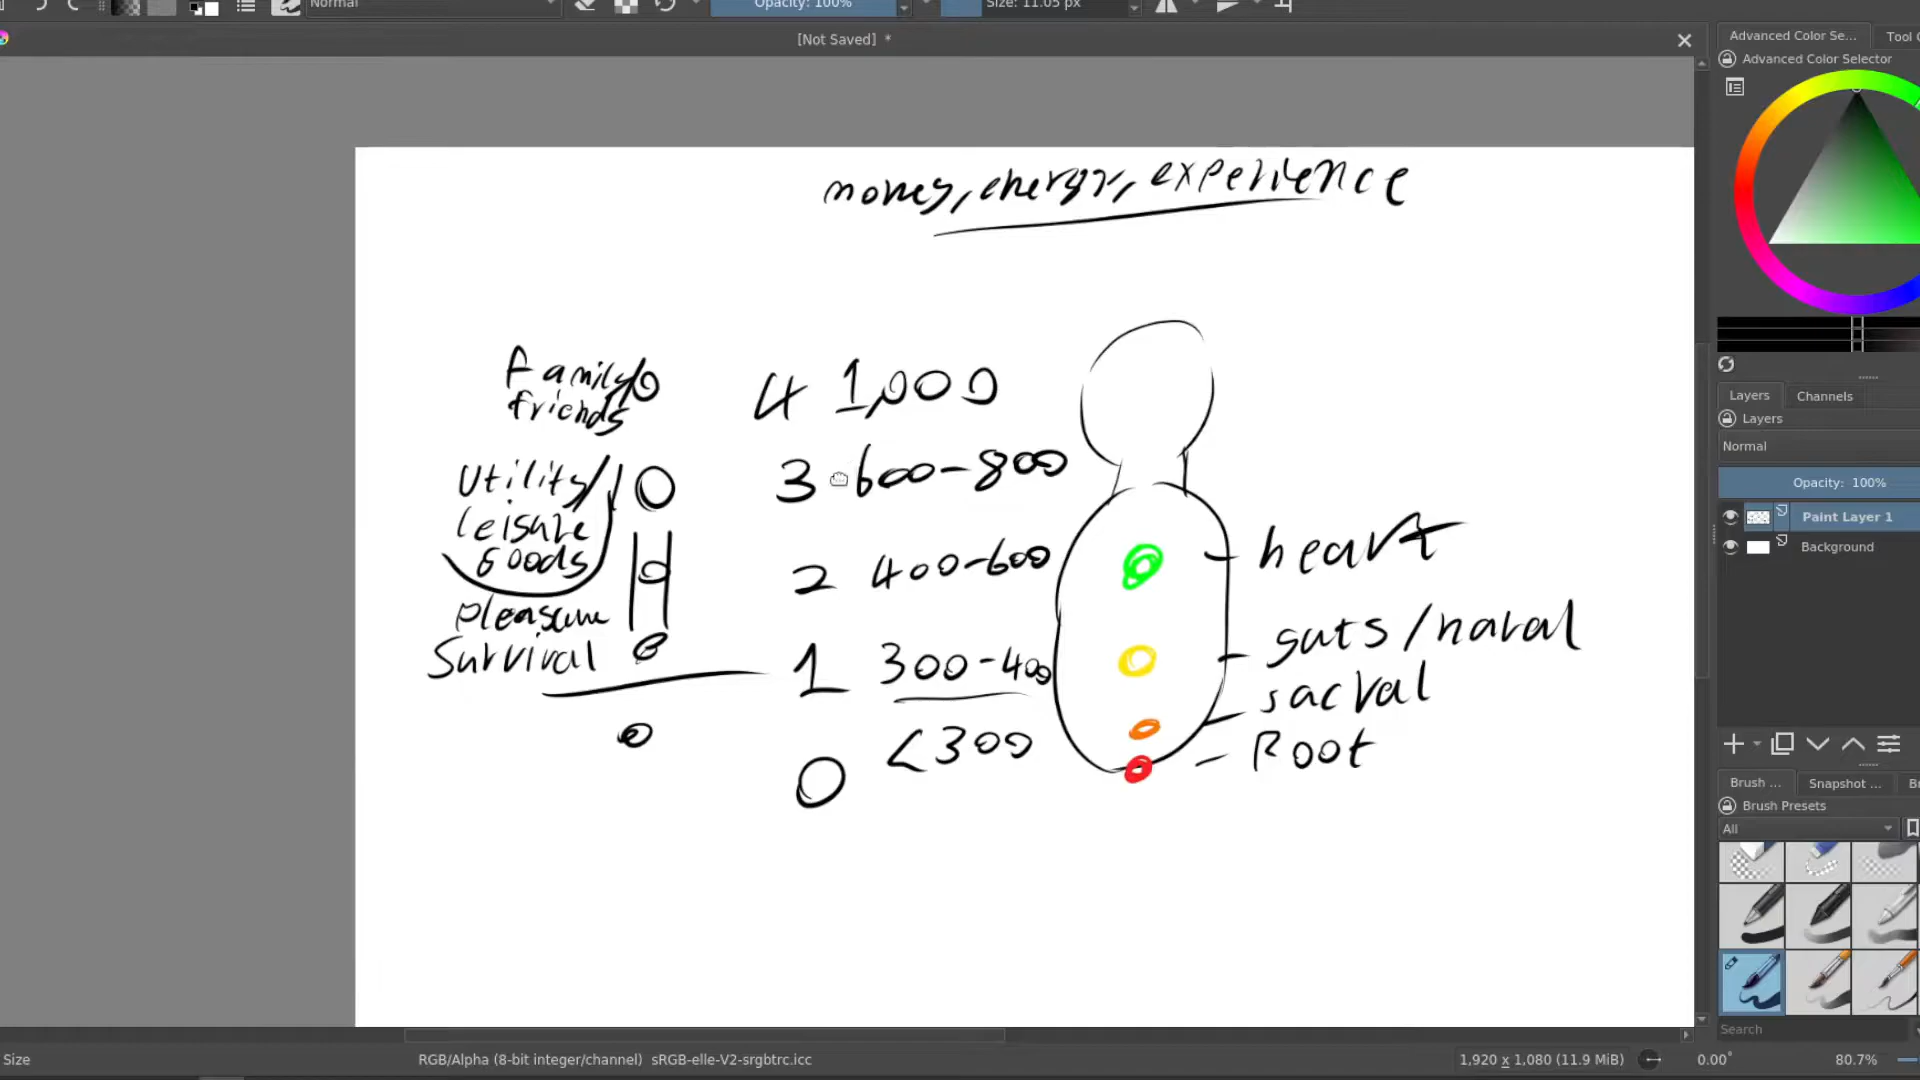 Normal
Opacity: 100%
Size: 11.05 px
[Not Saved] *
Advanced Color Se...
Tool
Advanced Color Selector
money, energy, experience
family/
friends
4 1,000
Utility/
leisure
Goods
3 600-800
2 400-600
heart
pleasure
Survival
1 300-400
guts/naval
sacral
<300
Root
0
Layers
Channels
Layers
Normal
Opacity: 100%
Paint Layer 1
Background
Brush ...
Snapshot ...
Brush Presets
All
Search
Size
RGB/Alpha (8-bit integer/channel) sRGB-elle-V2-srgbtrc.icc
1,920 x 1,080 (11.9 MiB)
0.00°
80.7%